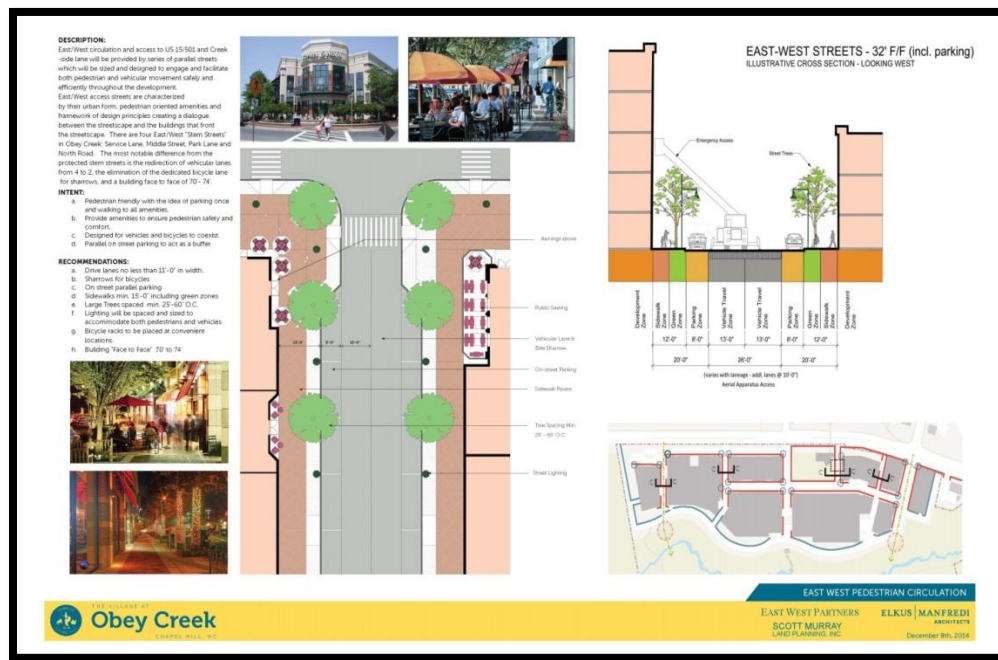 DESCRIPTION:
East/West circulation and access to US 15/501 and Creek
-side lane will be provided by series of parallel streets
which will be sized and designed to engage and facilitate
both pedestrian and vehicular movement safely and
efficiently throughout the development.
East/West access streets are characterized
by their urban form, pedestrian oriented amenities and
framework of design principles creating a dialogue
between the streetscape and the buildings that front
the streetscape. There are four East/West "Stem Streets"
in Obey Creek: Service Lane, Middle Street, Park Lane and
North Road. The most notable difference from the
protected stem streets is the redirection of vehicular lanes
from 4 to 2, the elimination of the dedicated bicycle lane
for sharrows, and a building face to face of 70'- 74'.
INTENT:
a. Pedestrian friendly with the idea of parking once
and walking to all amenities.
b. Provide amenities to ensure pedestrian safety and
comfort.
c. Designed for vehicles and bicycles to coexist.
d. Parallel on street parking to act as a buffer.
RECOMMENDATIONS:
a. Drive lanes no less than 11'-0" in width.
b. Sharrows for bicycles
c. On street parallel parking
d. Sidewalks min. 15'-0" including green zones
e. Large Trees spaced min. 25'-60' O.C.
f. Lighting will be spaced and sized to
accommodate both pedestrians and vehicles
g. Bicycle racks to be placed at convenient
locations.
h. Building "Face to Face" 70' to 74'
Awnings above
Public Seating
Vehicular Lane &
Bike Sharrow
On-street Parking
Sidewalk Pavers
Tree Spacing Min.
25' - 60' O.C.
Street Lighting
EAST-WEST STREETS - 32' F/F (incl. parking)
ILLUSTRATIVE CROSS SECTION - LOOKING WEST
Emergency Access
Street Trees
Development Zone
Sidewalk Zone
Green Zone
Parking Zone
Vehicle Travel Zone
Vehicle Travel Zone
Parking Zone
Green Zone
Sidewalk Zone
Development Zone
12'-0" 8'-0" 13'-0" 13'-0" 8'-0" 12'-0"
20'-0" 26'-0" 20'-0"
(varies with laneage - addl. lanes @ 10'-0")
Aerial Apparatus Access
C C C C C C C C
EAST WEST PEDESTRIAN CIRCULATION
THE VILLAGE AT
Obey Creek
CHAPEL HILL, NC
EAST WEST PARTNERS
SCOTT MURRAY
LAND PLANNING, INC.
ELKUS | MANFREDI
ARCHITECTS
December 8th, 2014